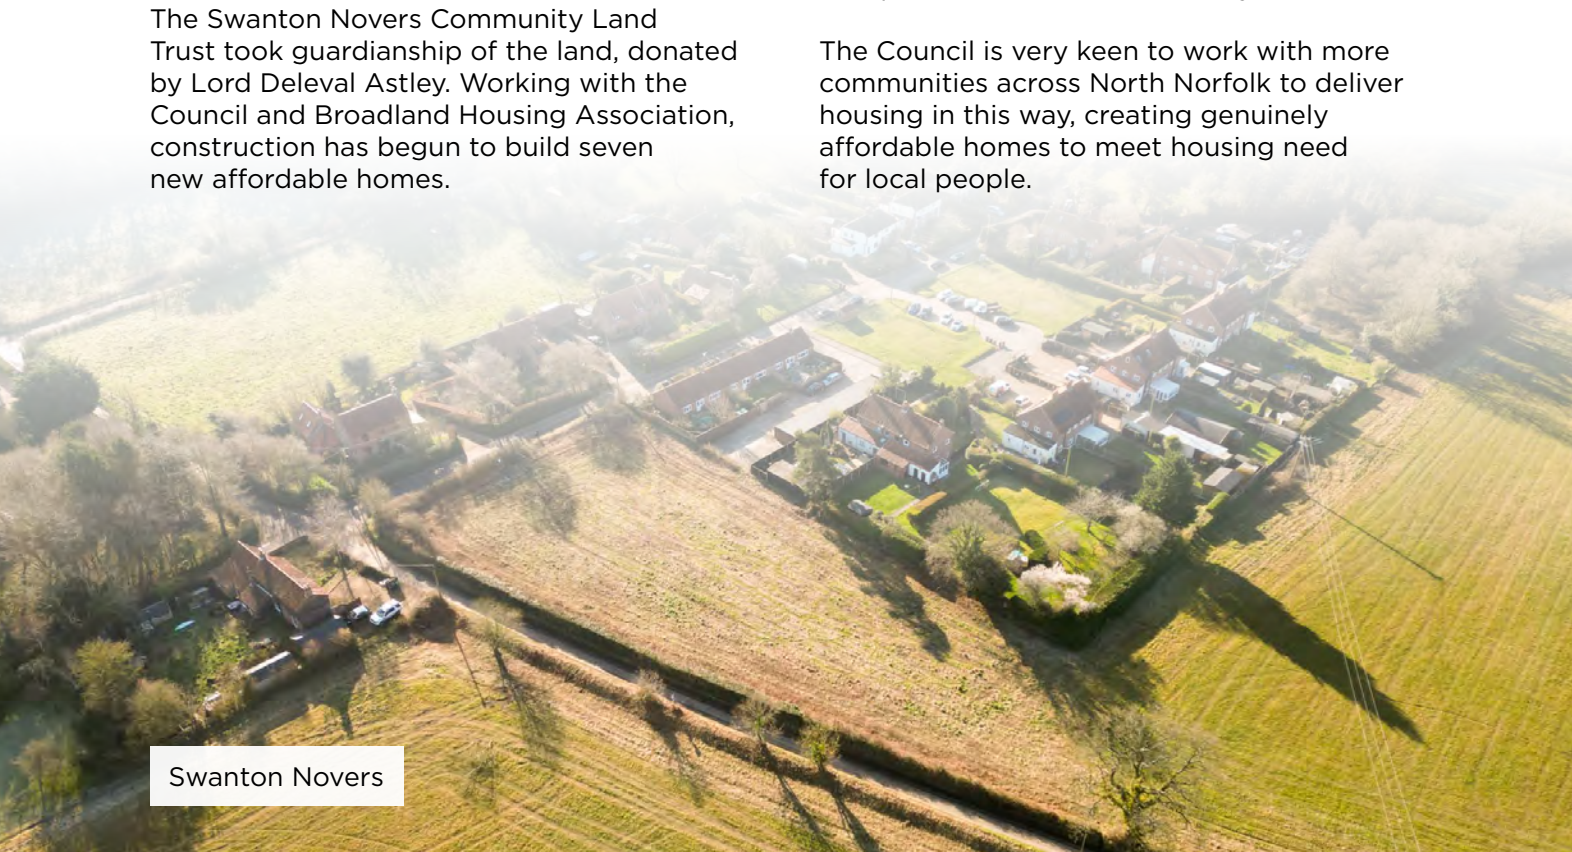 The Swanton Novers Community Land
Trust took guardianship of the land, donated
by Lord Deleval Astley. Working with the
Council and Broadland Housing Association,
construction has begun to build seven
new affordable homes.
The Council is very keen to work with more
communities across North Norfolk to deliver
housing in this way, creating genuinely
affordable homes to meet housing need
for local people.
Swanton Novers